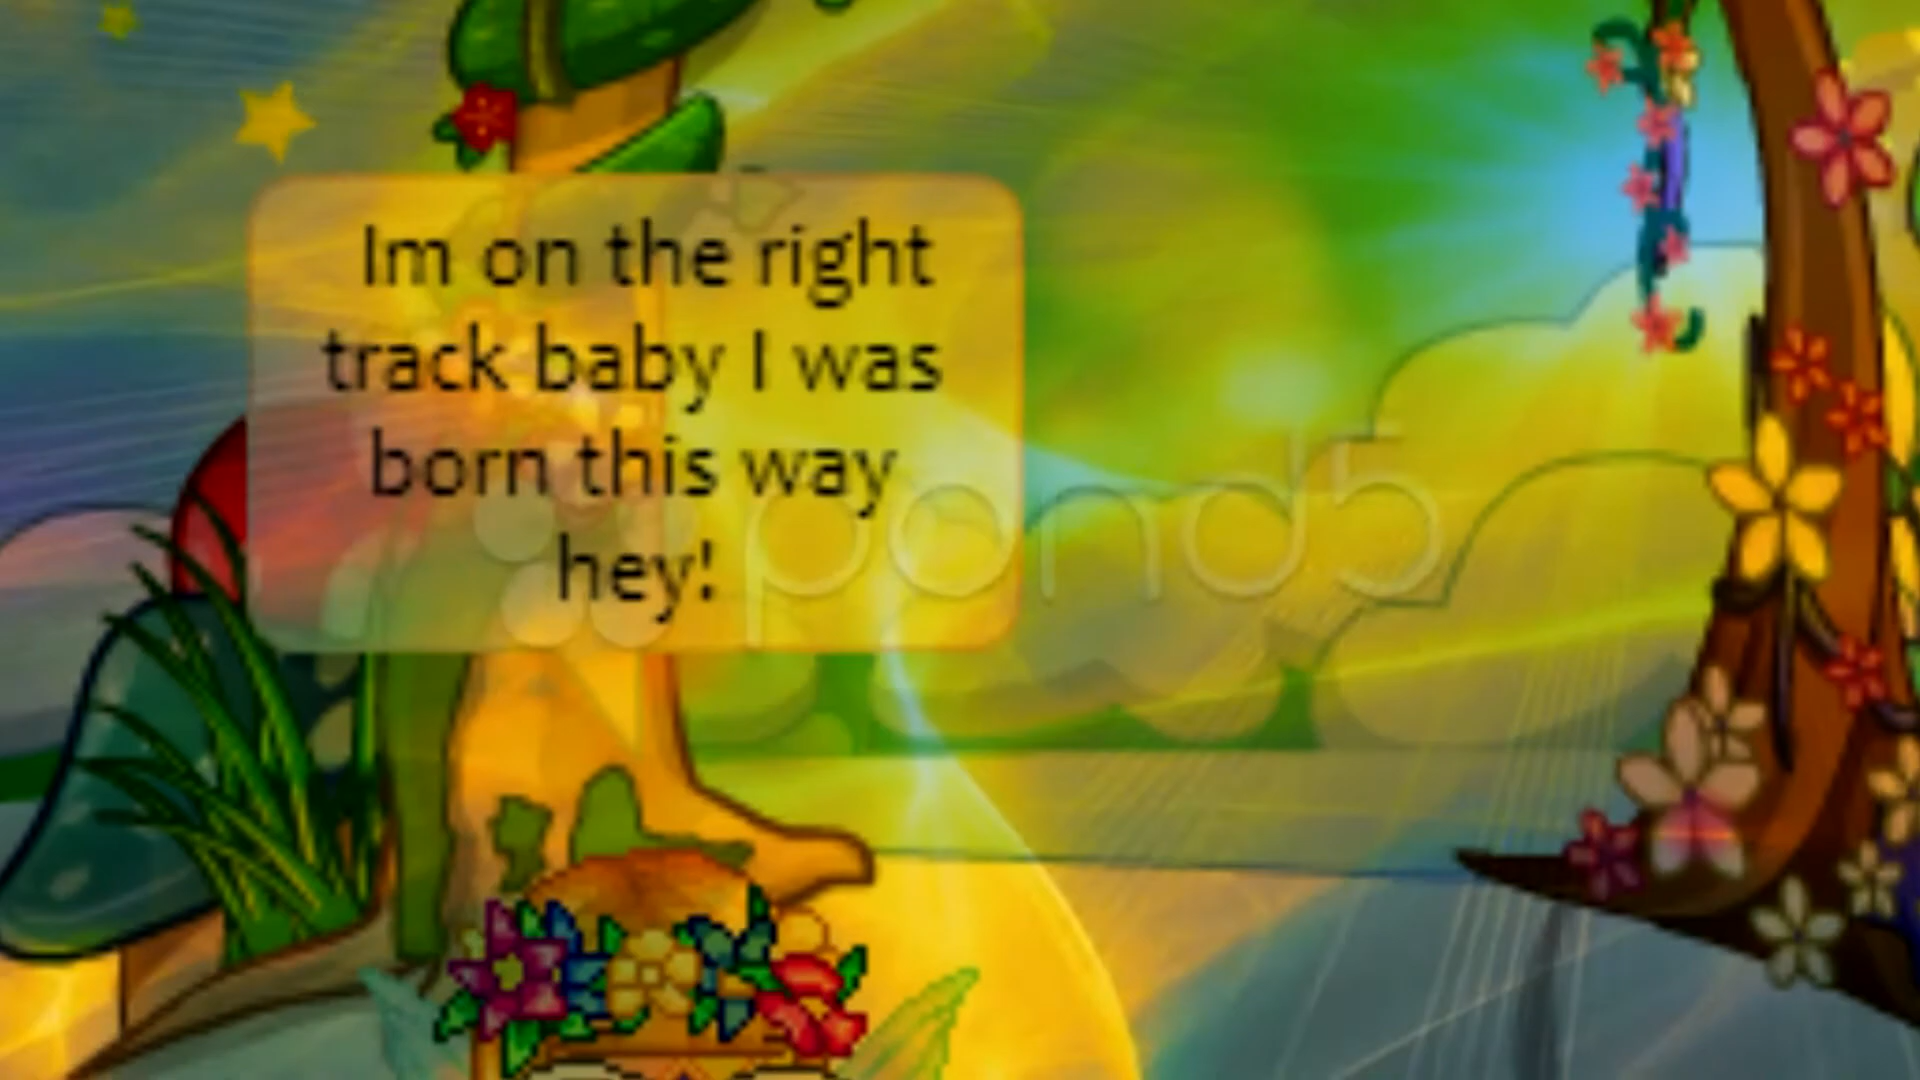 Im on the right
track baby I was
born this way
hey!
pond5